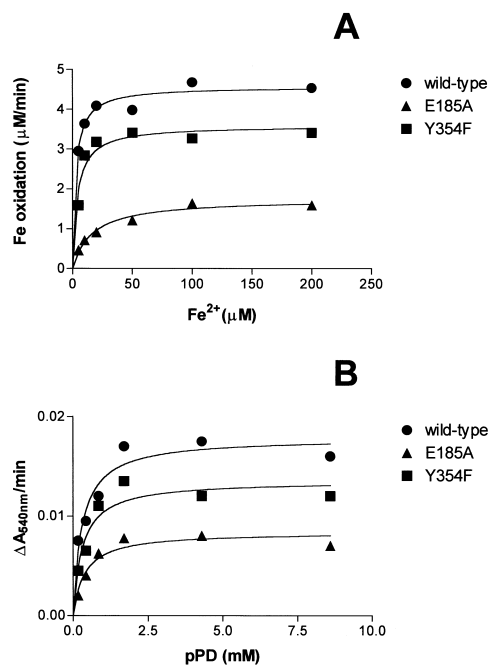 A
Fe oxidation (μM/min)
5
4
3
2
1
0
0 50 100 150 200 250
Fe2+(μM)
wild-type
E185A
Y354F
B
ΔA540nm/min
0.02
0.01
0.00
0.0 2.5 5.0 7.5 10.0
pPD (mM)
wild-type
E185A
Y354F